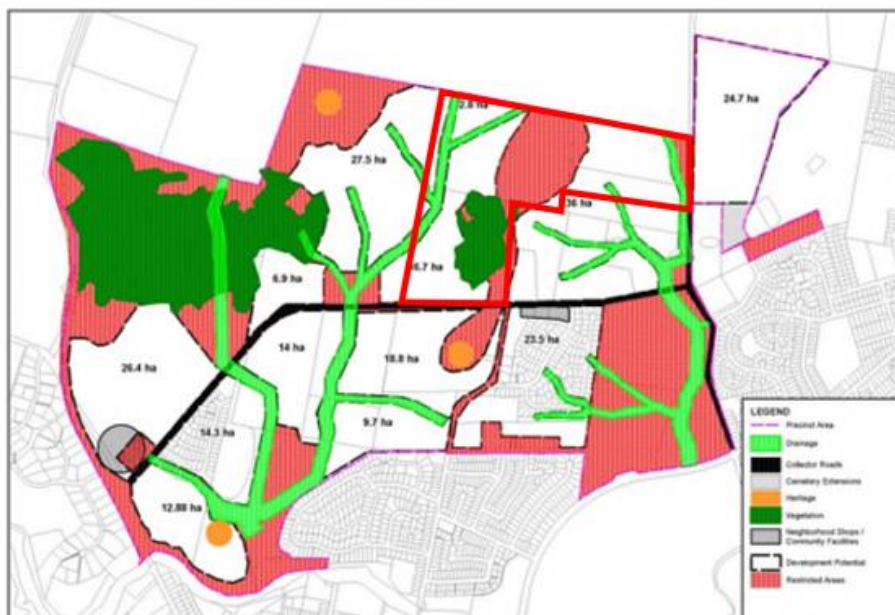 24.7 ha
2.8 ha
27.5 ha
36 ha
6.9 ha
6.7 ha
23.5 ha
14 ha
18.8 ha
26.4 ha
14.3 ha
9.7 ha
12.88 ha
LEGEND
Precinct Area
Drainage
Collector Roads
Cemetery Extensions
Heritage
Vegetation
Neighborhood Shops /
Community Facilities
Development Potential
Restricted Areas